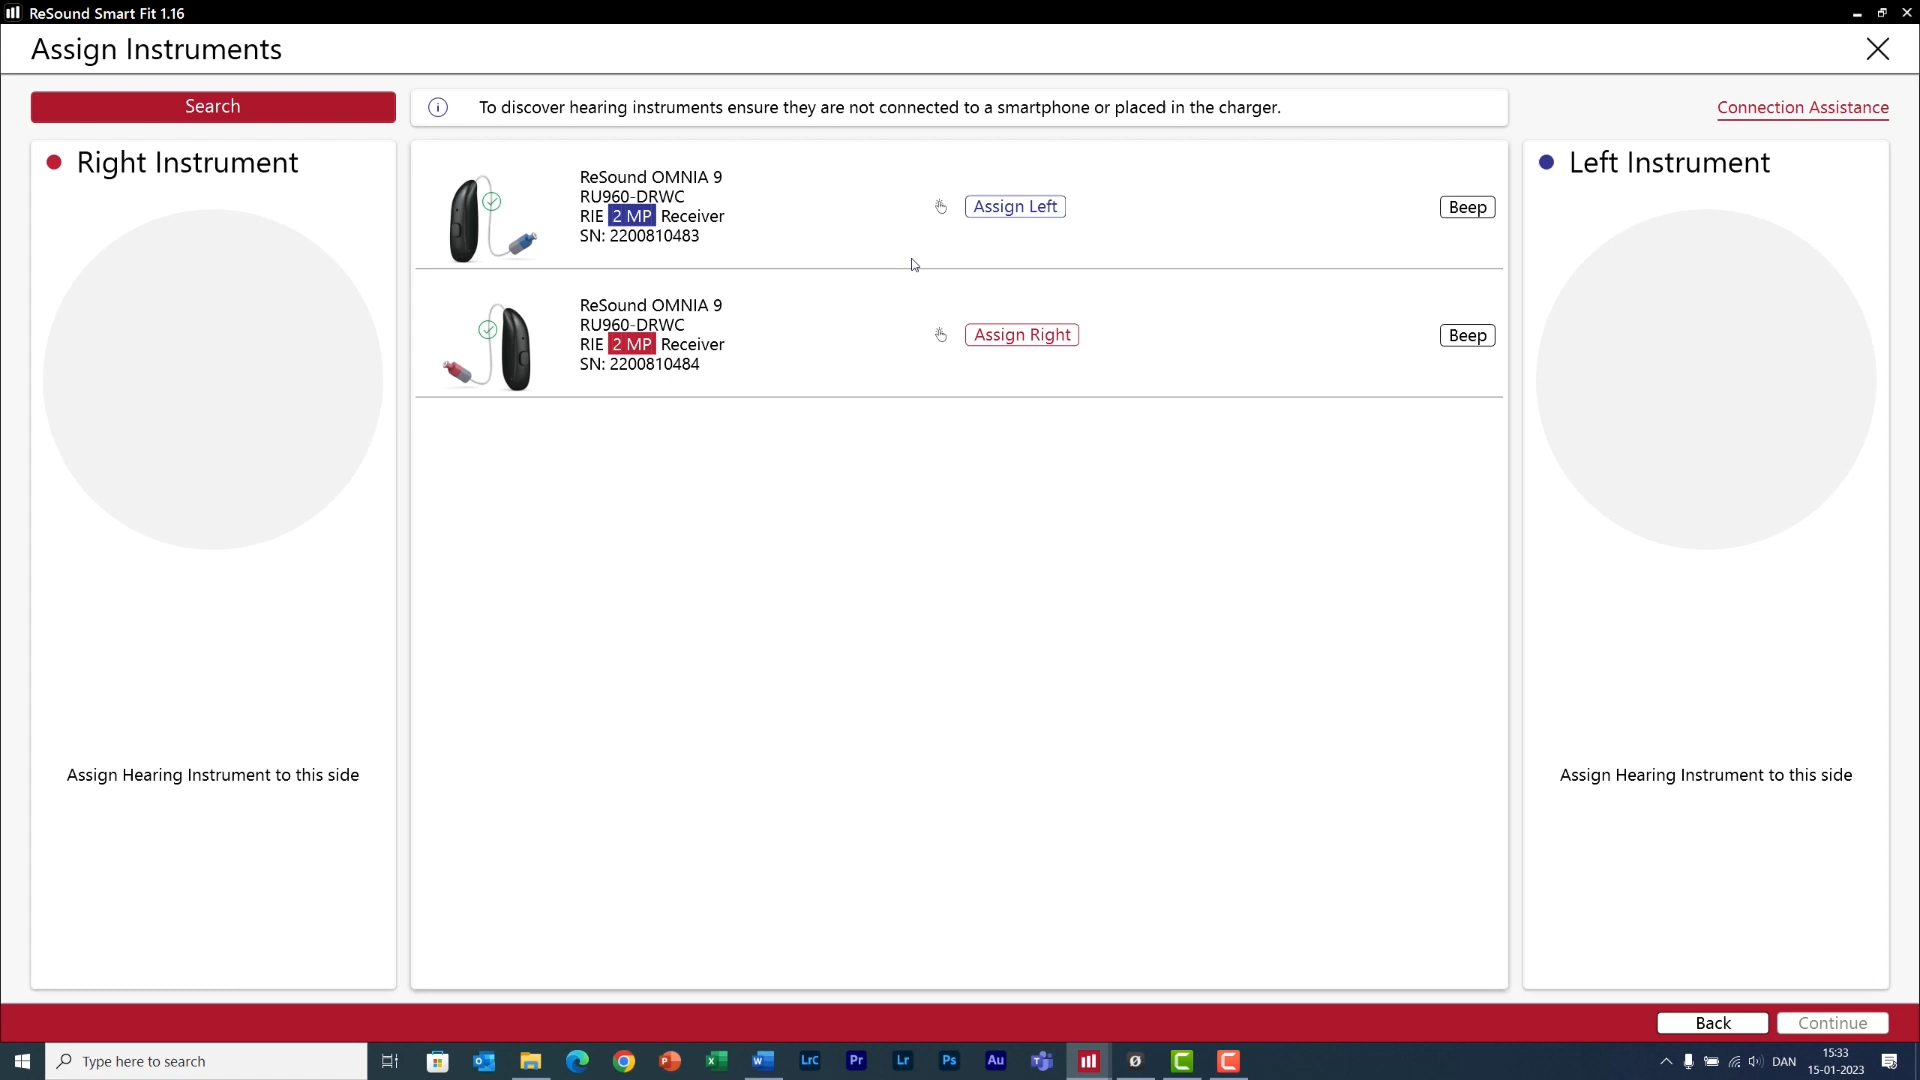 ReSound Smart Fit 1.16
Assign Instruments
Search
To discover hearing instruments ensure they are not connected to a smartphone or placed in the charger.
Connection Assistance
Right Instrument
Assign Hearing Instrument to this side
ReSound OMNIA 9
RU960-DRWC
RIE 2 MP Receiver
SN: 2200810483
Assign Left
Beep
ReSound OMNIA 9
RU960-DRWC
RIE 2 MP Receiver
SN: 2200810484
Assign Right
Beep
Left Instrument
Assign Hearing Instrument to this side
Back
Continue
Type here to search
LrC
Pr
Lr
Ps
Au
DAN
15:33
15-01-2023